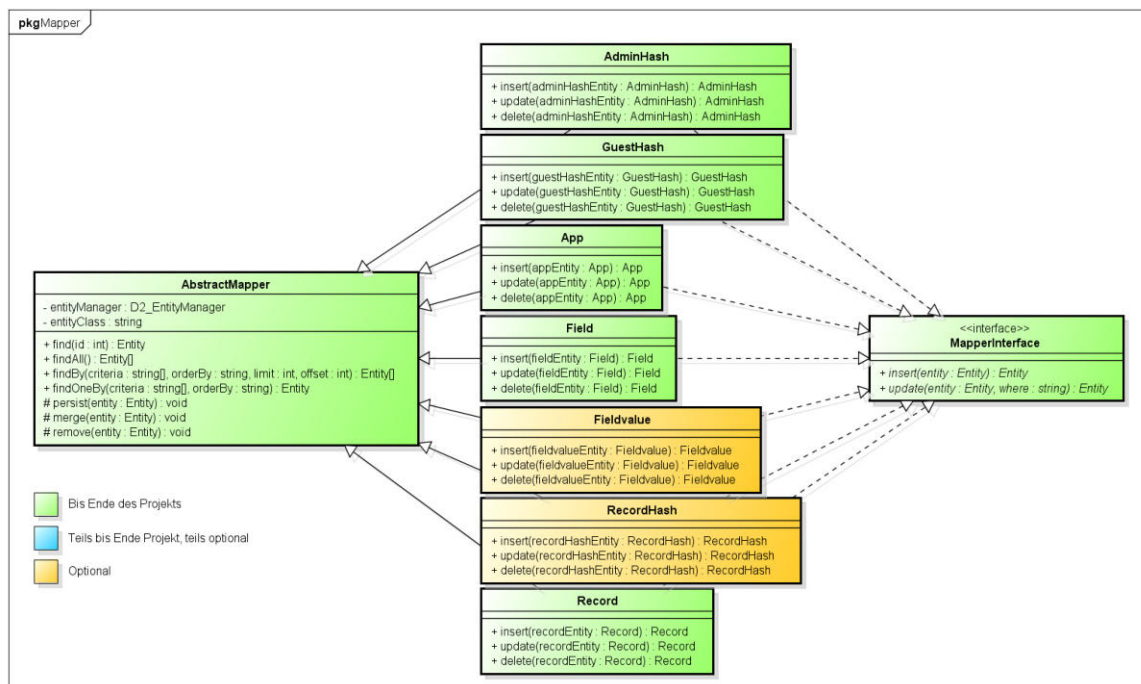 pkg Mapper
AdminHash
+ insert(adminHashEntity : AdminHash) : AdminHash
+ update(adminHashEntity : AdminHash) : AdminHash
+ delete(adminHashEntity : AdminHash) : AdminHash
GuestHash
+ insert(guestHashEntity : GuestHash) : GuestHash
+ update(guestHashEntity : GuestHash) : GuestHash
+ delete(guestHashEntity : GuestHash) : GuestHash
App
+ insert(appEntity : App) : App
+ update(appEntity : App) : App
+ delete(appEntity : App) : App
AbstractMapper
- entityManager : D2_EntityManager
- entityClass : string
+ find(id : int) : Entity
+ findAll() : Entity[]
+ findBy(criteria : string[], orderBy : string, limit : int, offset : int) : Entity[]
+ findOneBy(criteria : string[], orderBy : string) : Entity
# persist(entity : Entity) : void
# merge(entity : Entity) : void
# remove(entity : Entity) : void
Field
+ insert(fieldEntity : Field) : Field
+ update(fieldEntity : Field) : Field
+ delete(fieldEntity : Field) : Field
<<interface>>
MapperInterface
+ insert(entity : Entity) : Entity
+ update(entity : Entity, where : string) : Entity
Fieldvalue
+ insert(fieldvalueEntity : Fieldvalue) : Fieldvalue
+ update(fieldvalueEntity : Fieldvalue) : Fieldvalue
+ delete(fieldvalueEntity : Fieldvalue) : Fieldvalue
RecordHash
+ insert(recordHashEntity : RecordHash) : RecordHash
+ update(recordHashEntity : RecordHash) : RecordHash
+ delete(recordHashEntity : RecordHash) : RecordHash
Record
+ insert(recordEntity : Record) : Record
+ update(recordEntity : Record) : Record
+ delete(recordEntity : Record) : Record
Bis Ende des Projekts
Teils bis Ende Projekt, teils optional
Optional